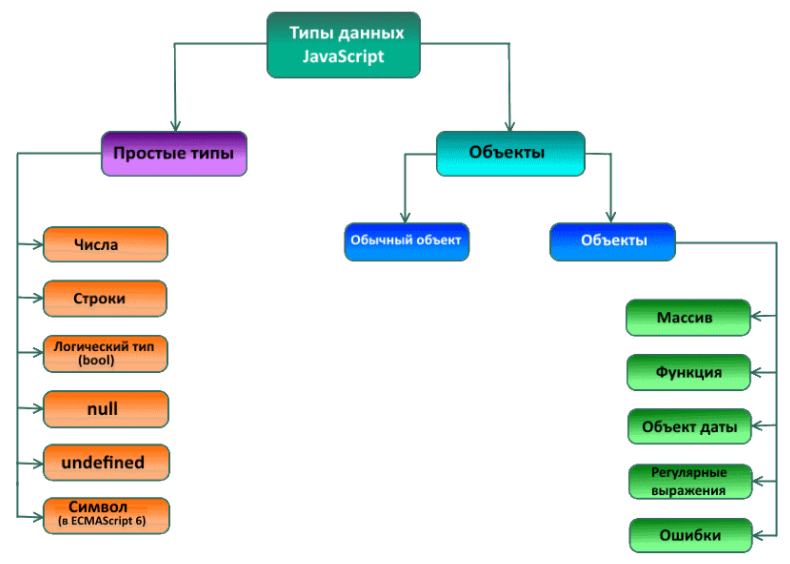 Типы данных
JavaScript
Простые типы
Объекты
Числа
Строки
Логический тип
(bool)
null
undefined
Символ
(в ECMAScript 6)
Обычный объект
Объекты
Массив
Функция
Объект даты
Регулярные
выражения
Ошибки